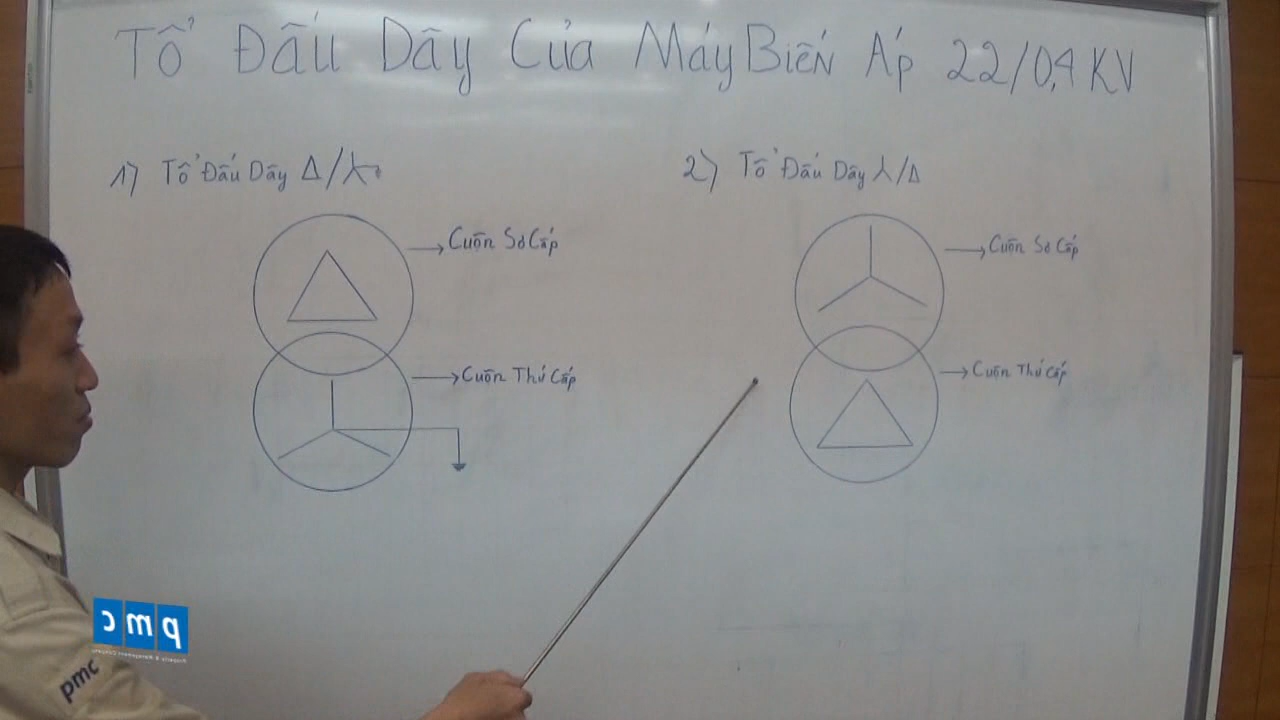 Tổ Đấu Dây Của Máy Biến Áp 22/0,4 KV
1) Tổ Đấu Dây Δ/⅄
2) Tổ Đấu Dây ⅄/Δ
Cuộn Sơ Cấp
Cuộn Sơ Cấp
Cuộn Thứ Cấp
Cuộn Thứ Cấp
pmc
pmc